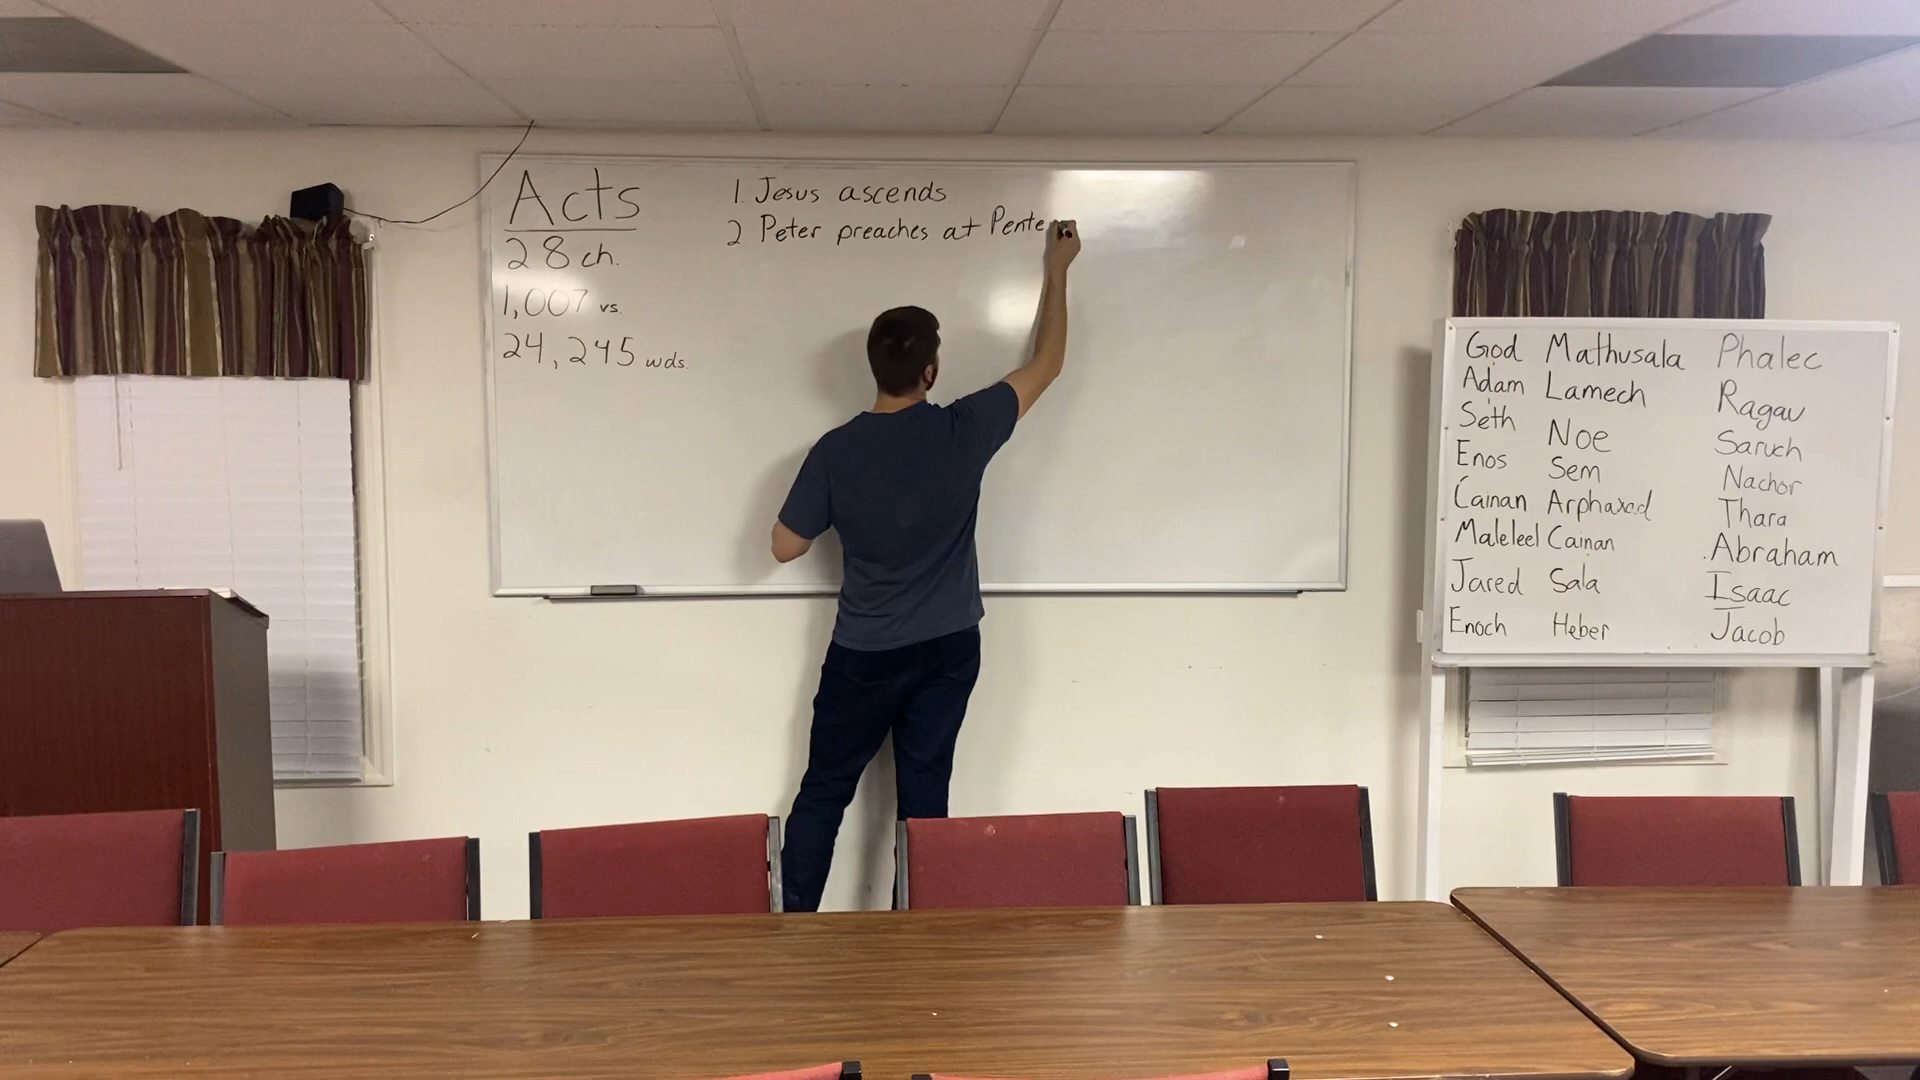 Acts
28 ch.
1,007 vs.
24,245 wds.
1. Jesus ascends
2 Peter preaches at Pente
God Mathusala Phalec
Adam Lamech Ragau
Seth Noe Saruch
Enos Sem Nachor
Cainan Arphaxad Thara
Maleleel Cainan Abraham
Jared Sala Isaac
Enoch Heber Jacob